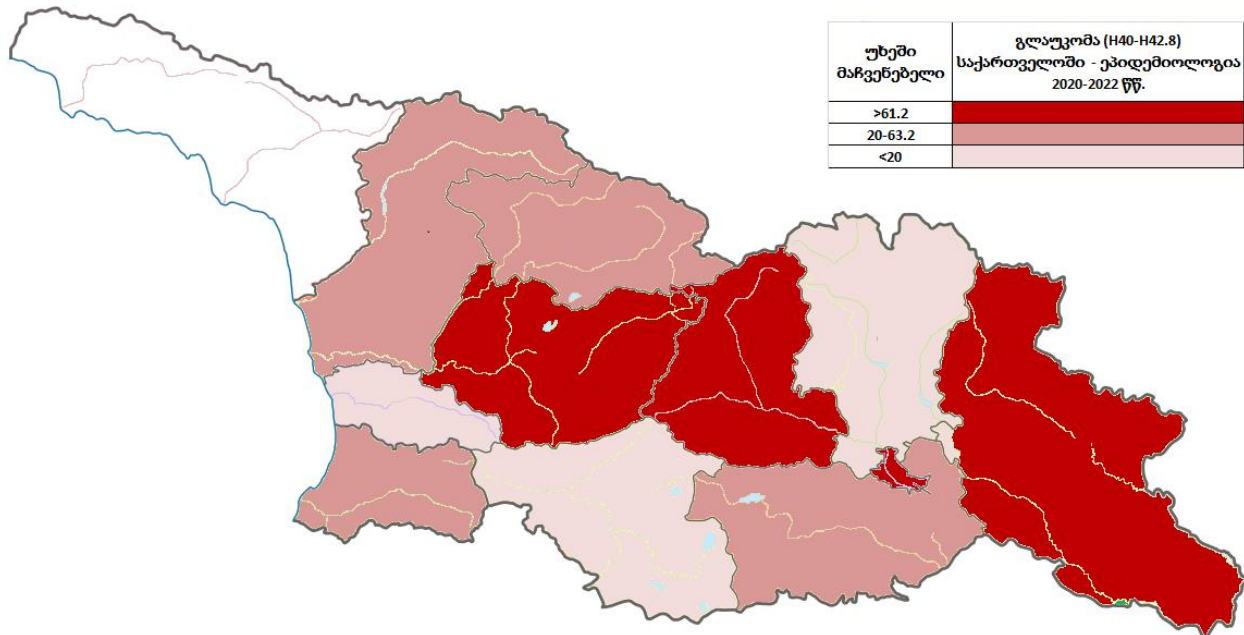 უხეში
მაჩვენებელი
გლაუკომა (H40-H42.8)
საქართველოში - ეპიდემიოლოგია
2020-2022 წწ.
>61.2
20-63.2
<20